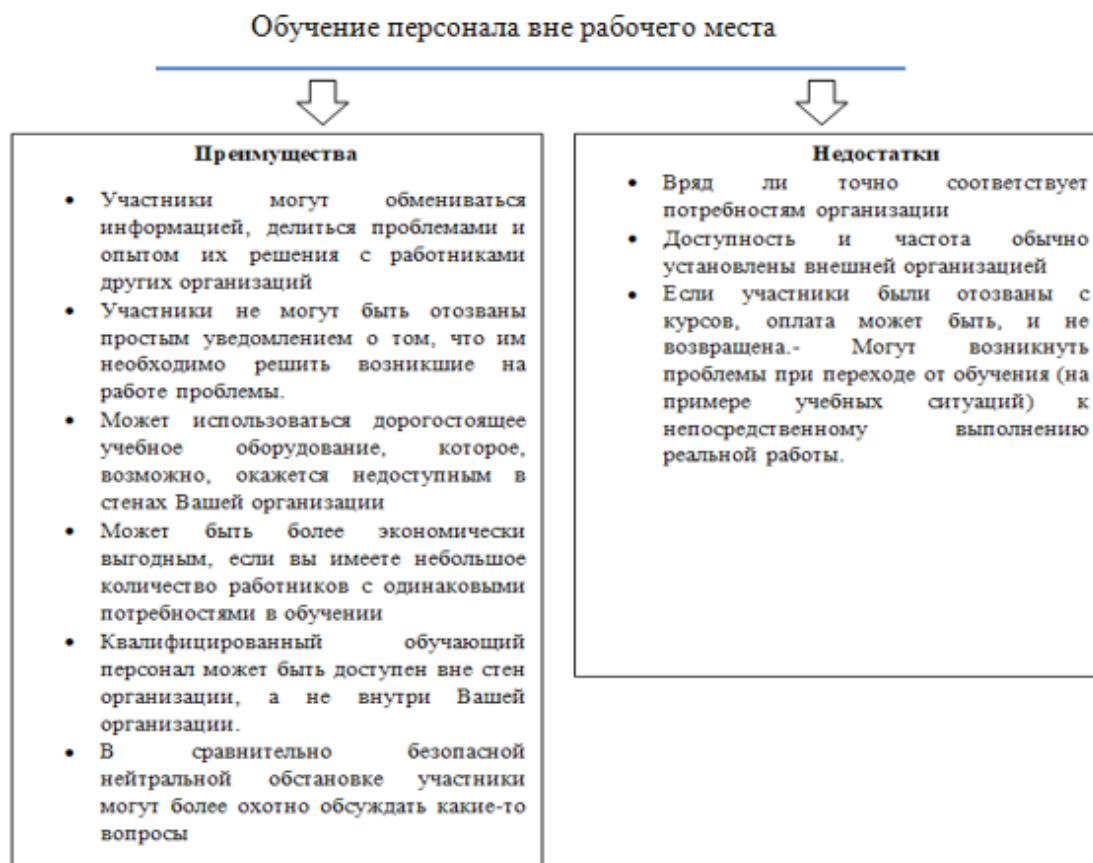 Обучение персонала вне рабочего места
Преимущества
• Участники могут обмениваться
информацией, делиться проблемами и
опытом их решения с работниками
других организаций
• Участники не могут быть отозваны
простым уведомлением о том, что им
необходимо решить возникшие на
работе проблемы.
• Может использоваться дорогостоящее
учебное оборудование, которое,
возможно, окажется недоступным в
стенах Вашей организации
• Может быть более экономически
выгодным, если вы имеете небольшое
количество работников с одинаковыми
потребностями в обучении
• Квалифицированный обучающий
персонал может быть доступен вне стен
организации, а не внутри Вашей
организации.
• В сравнительно безопасной
нейтральной обстановке участники
могут более охотно обсуждать какие-то
вопросы
Недостатки
• Вряд ли точно соответствует
потребностям организации
• Доступность и частота обычно
установлены внешней организацией
• Если участники были отозваны с
курсов, оплата может быть, и не
возвращена.- Могут возникнуть
проблемы при переходе от обучения (на
примере учебных ситуаций) к
непосредственному выполнению
реальной работы.